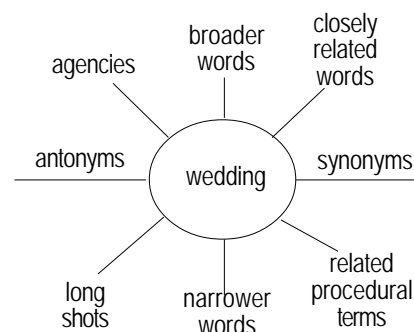 closely
related
words
broader
words
agencies
antonyms
wedding
synonyms
long
shots
narrower
words
related
procedural
terms